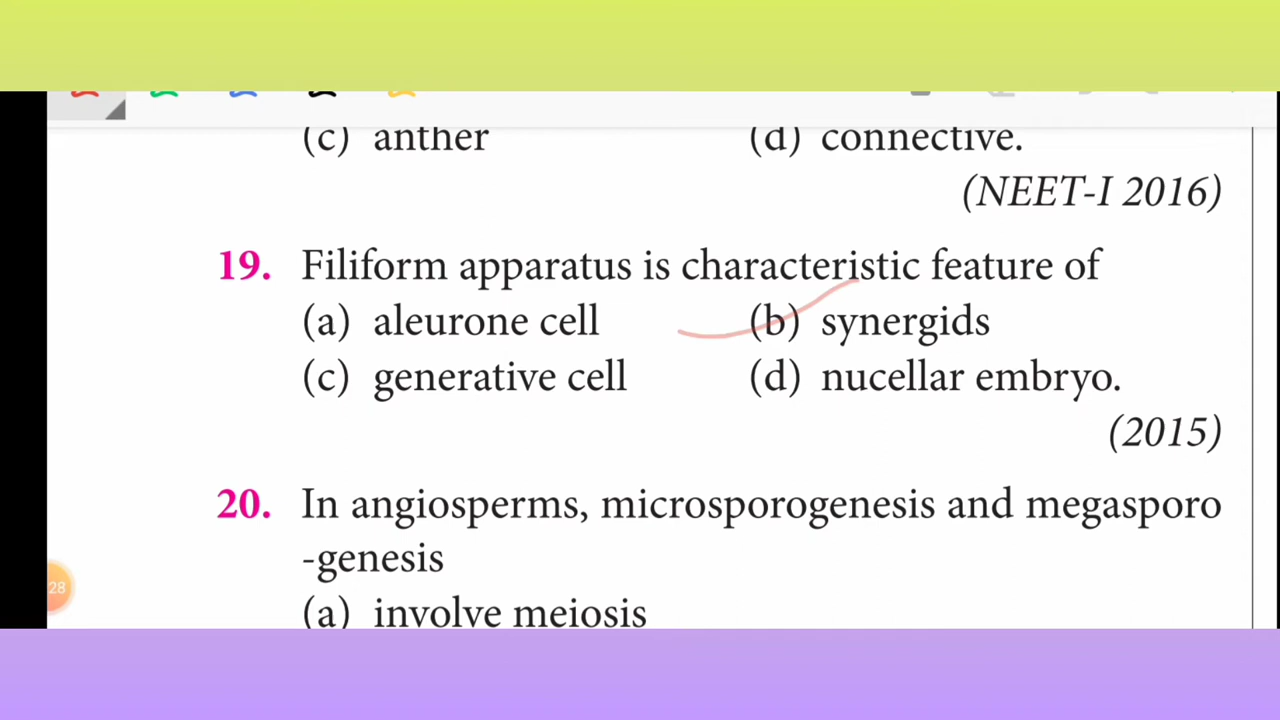 (c) anther (d) connective.
(NEET-I 2016)
19. Filiform apparatus is characteristic feature of
(a) aleurone cell (b) synergids
(c) generative cell (d) nucellar embryo.
(2015)
20. In angiosperms, microsporogenesis and megasporo
-genesis
28
(a) involve meiosis